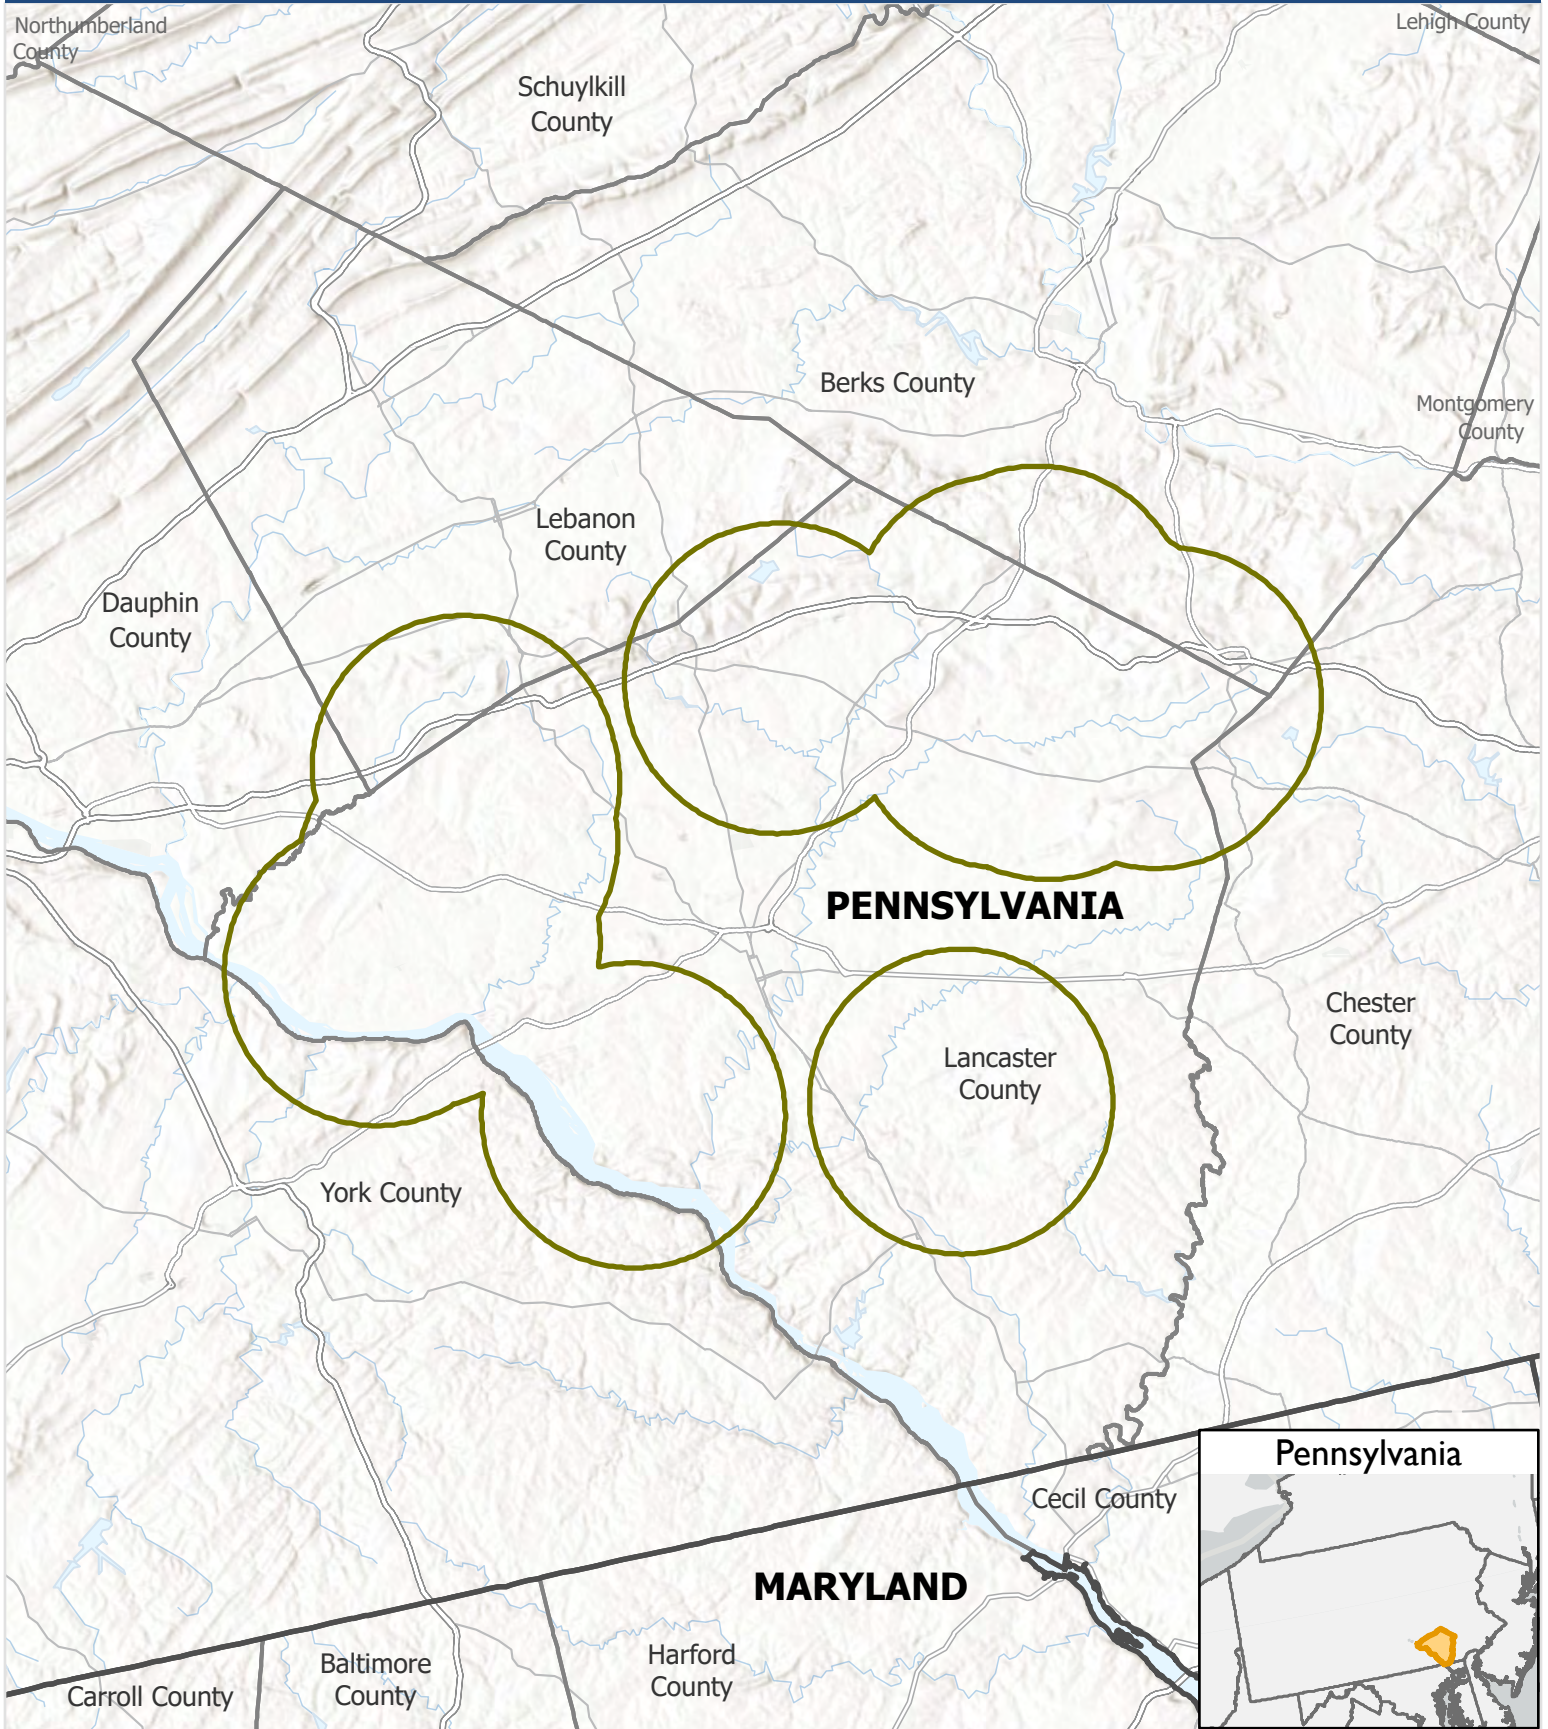 Northumberland
County
Lehigh County
Schuylkill
County
Berks County
Montgomery
County
Lebanon
County
Dauphin
County
PENNSYLVANIA
Chester
County
Lancaster
County
York County
Pennsylvania
Cecil County
MARYLAND
Harford
County
Baltimore
County
Carroll County